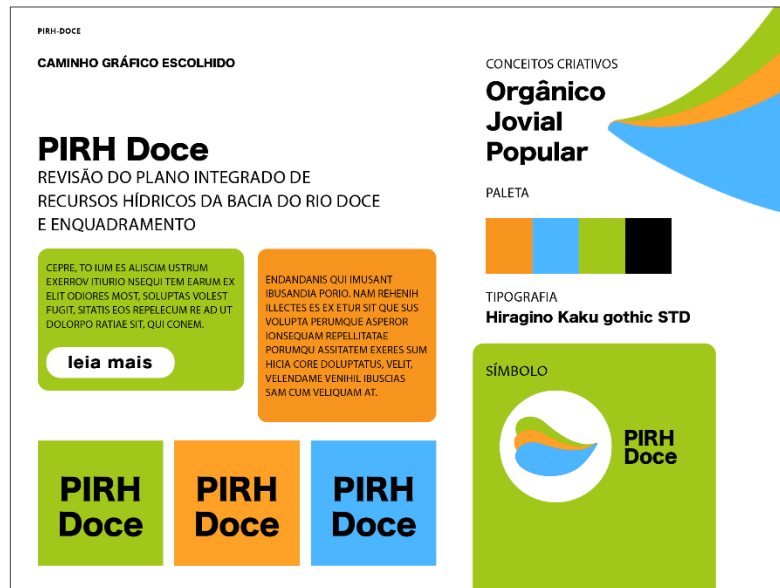 PIRH-DOCE
CAMINHO GRÁFICO ESCOLHIDO
PIRH Doce
REVISÃO DO PLANO INTEGRADO DE
RECURSOS HÍDRICOS DA BACIA DO RIO DOCE
E ENQUADRAMENTO
CEPRE, TO IUM ES ALISCIM USTRUM
EXERROV ITIURIO NSEQUI TEM EARUM EX
ELIT ODIORES MOST, SOLUPTAS VOLEST
FUGIT, SITATIS EOS REPELECUM RE AD UT
DOLORPO RATIAE SIT, QUI CONEM.
leia mais
ENDANDANIS QUI IMUSANT
IBUSANDIA PORIO. NAM REHENIH
ILLECTES ES EX ETUR SIT QUE SUS
VOLUPTA PERUMQUE ASPEROR
IONSEQUAM REPELLITATAE
PORUMQU ASSITATEM EXERES SUM
HICIA CORE DOLUPTATUS, VELIT,
VELENDAME VENIHIL IBUSCIAS
SAM CUM VELIQUAM AT.
PIRH
Doce
PIRH
Doce
PIRH
Doce
CONCEITOS CRIATIVOS
Orgânico
Jovial
Popular
PALETA
TIPOGRAFIA
Hiragino Kaku gothic STD
SÍMBOLO
PIRH
Doce